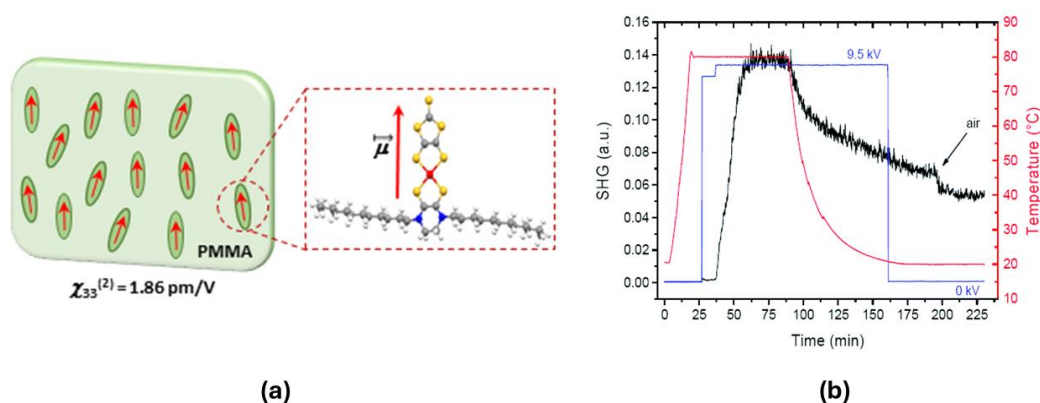 μ
PMMA
χ33(2) = 1.86 pm/V
(a)
SHG (a.u.)
0.16
0.14
0.12
0.10
0.08
0.06
0.04
0.02
0.00
9.5 kV
air
0 kV
90
80
70
60
50
40
30
20
10
Temperature (°C)
0 25 50 75 100 125 150 175 200 225
Time (min)
(b)